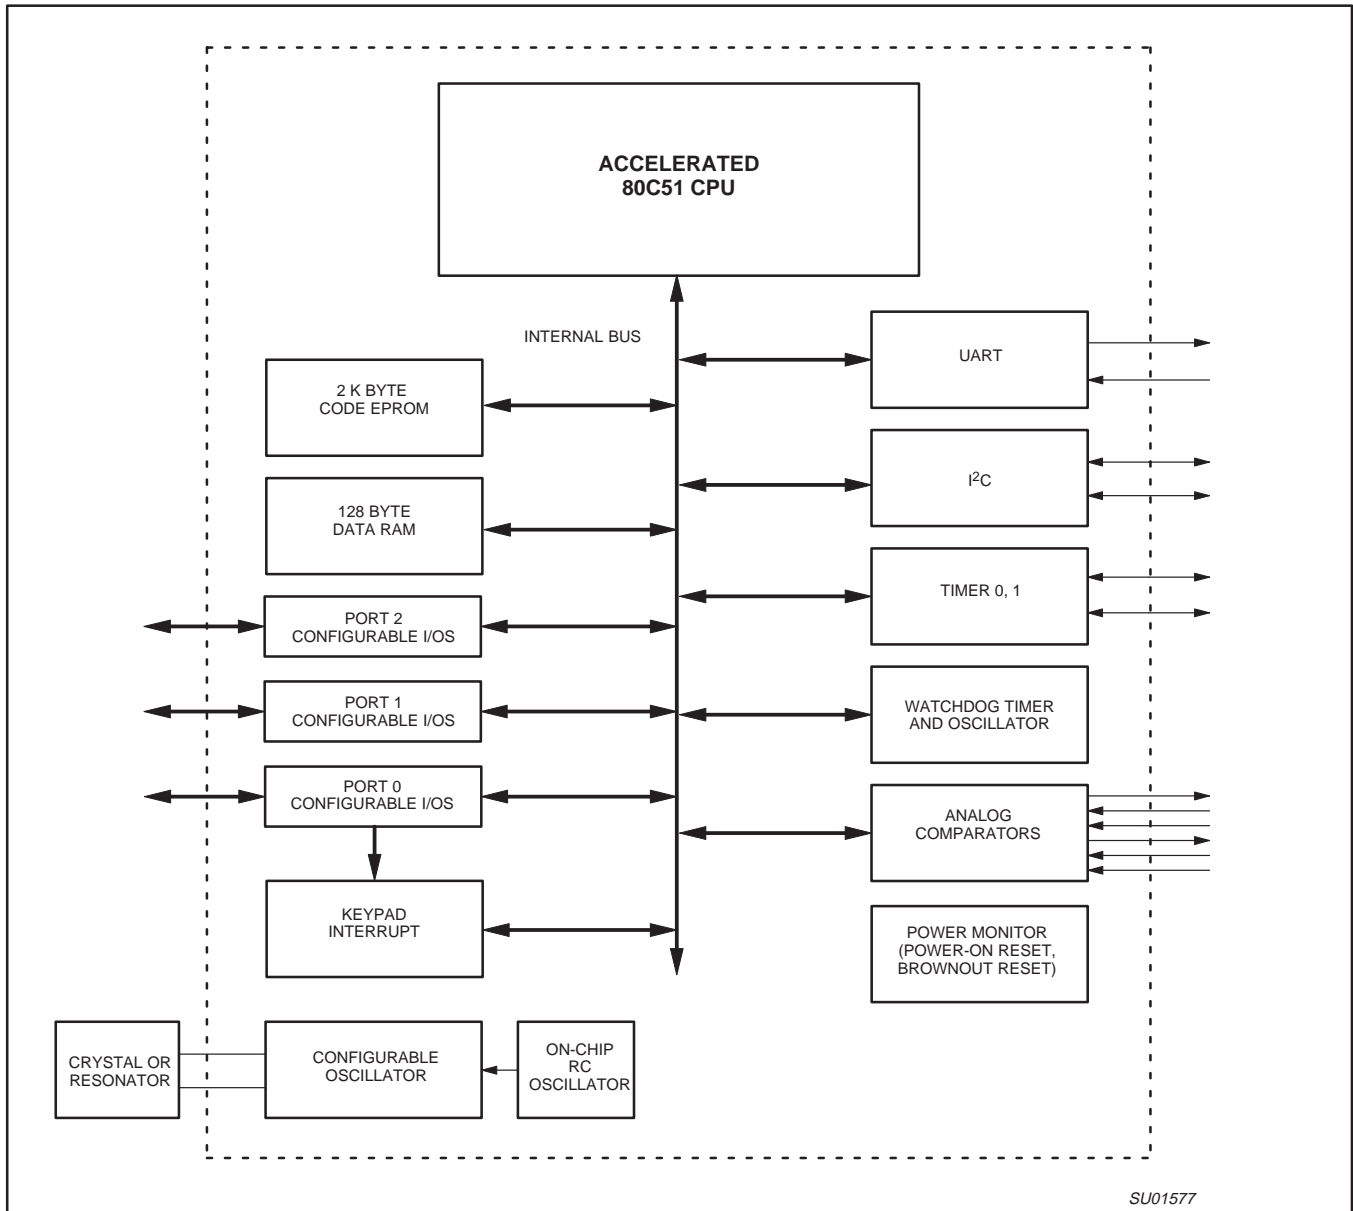 ACCELERATED
80C51 CPU
INTERNAL BUS
UART
2 K BYTE
CODE EPROM
I²C
128 BYTE
DATA RAM
TIMER 0, 1
PORT 2
CONFIGURABLE I/OS
PORT 1
CONFIGURABLE I/OS
WATCHDOG TIMER
AND OSCILLATOR
PORT 0
CONFIGURABLE I/OS
ANALOG
COMPARATORS
KEYPAD
INTERRUPT
POWER MONITOR
(POWER-ON RESET,
BROWNOUT RESET)
CRYSTAL OR
RESONATOR
CONFIGURABLE
OSCILLATOR
ON-CHIP
RC
OSCILLATOR
SU01577